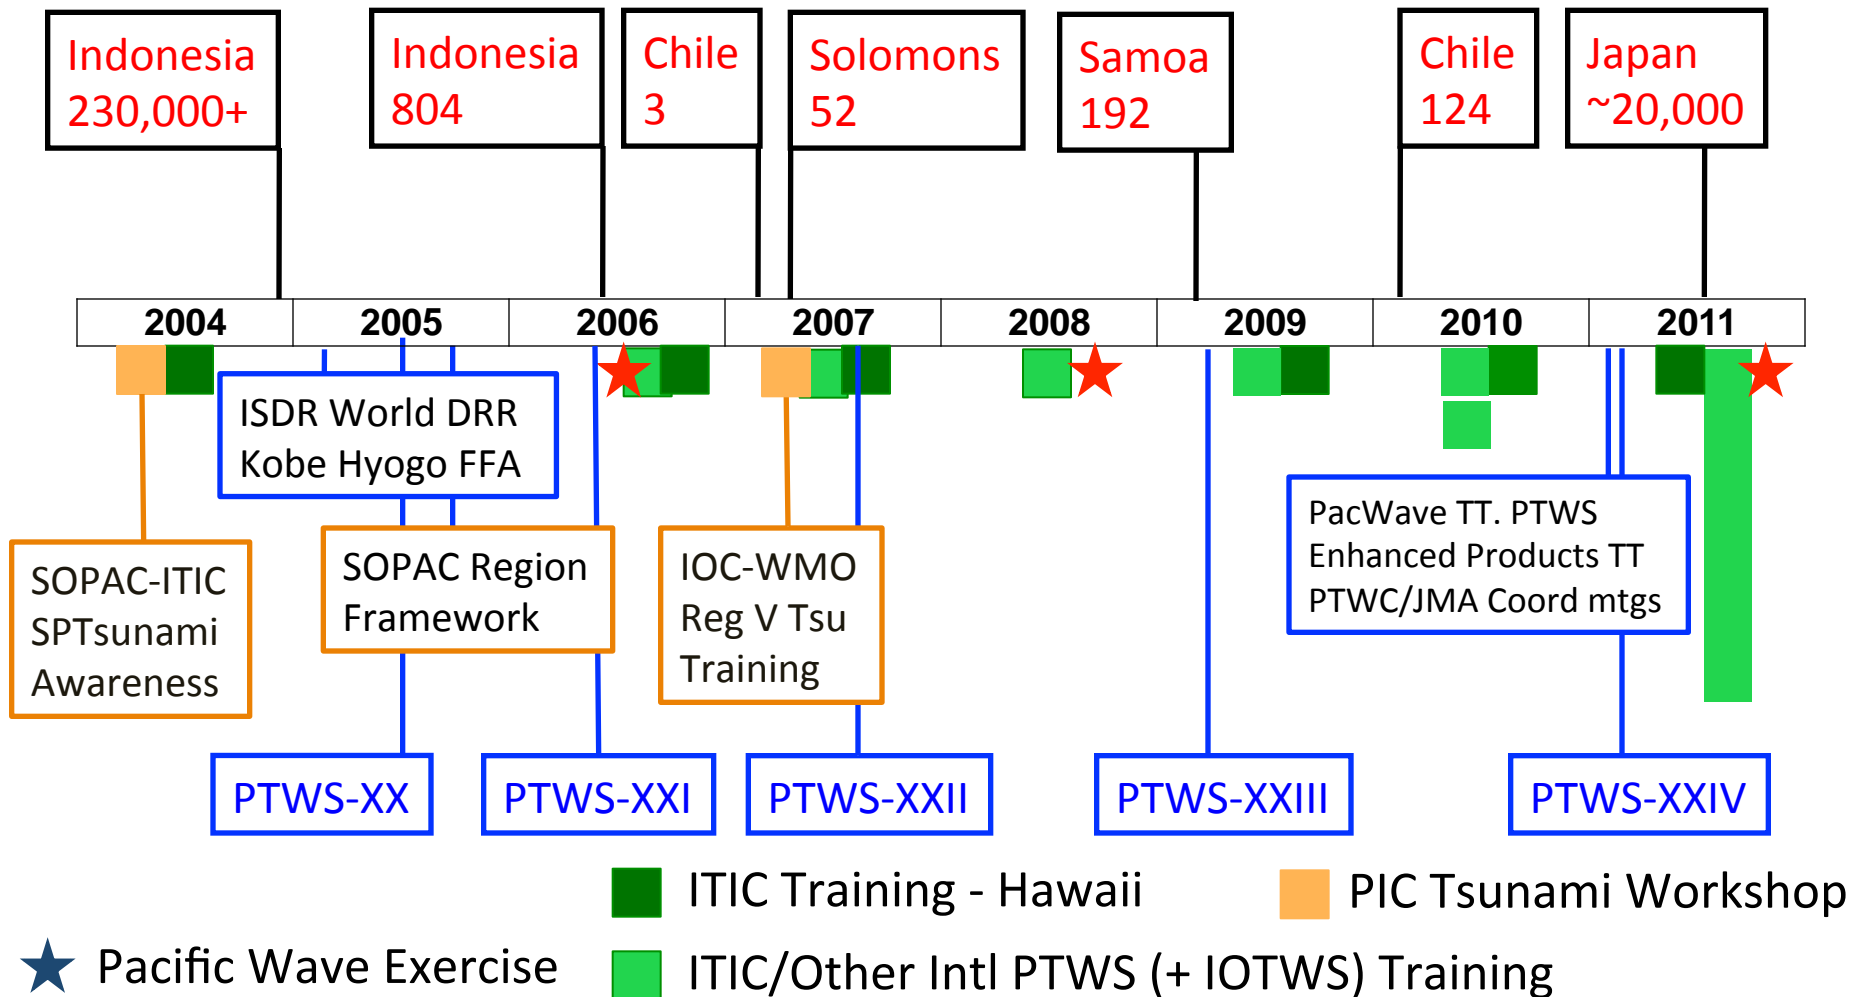 Indonesia
230,000+
Indonesia
804
Chile
3
Solomons
52
Samoa
192
Chile
124
Japan
~20,000
2004
2005
2006
2007
2008
2009
2010
2011
ISDR World DRR
Kobe Hyogo FFA
SOPAC-ITIC
SPTsunami
Awareness
SOPAC Region
Framework
IOC-WMO
Reg V Tsu
Training
PacWave TT. PTWS
Enhanced Products TT
PTWC/JMA Coord mtgs
PTWS-XX
PTWS-XXI
PTWS-XXII
PTWS-XXIII
PTWS-XXIV
ITIC Training - Hawaii
PIC Tsunami Workshop
Pacific Wave Exercise
ITIC/Other Intl PTWS (+ IOTWS) Training